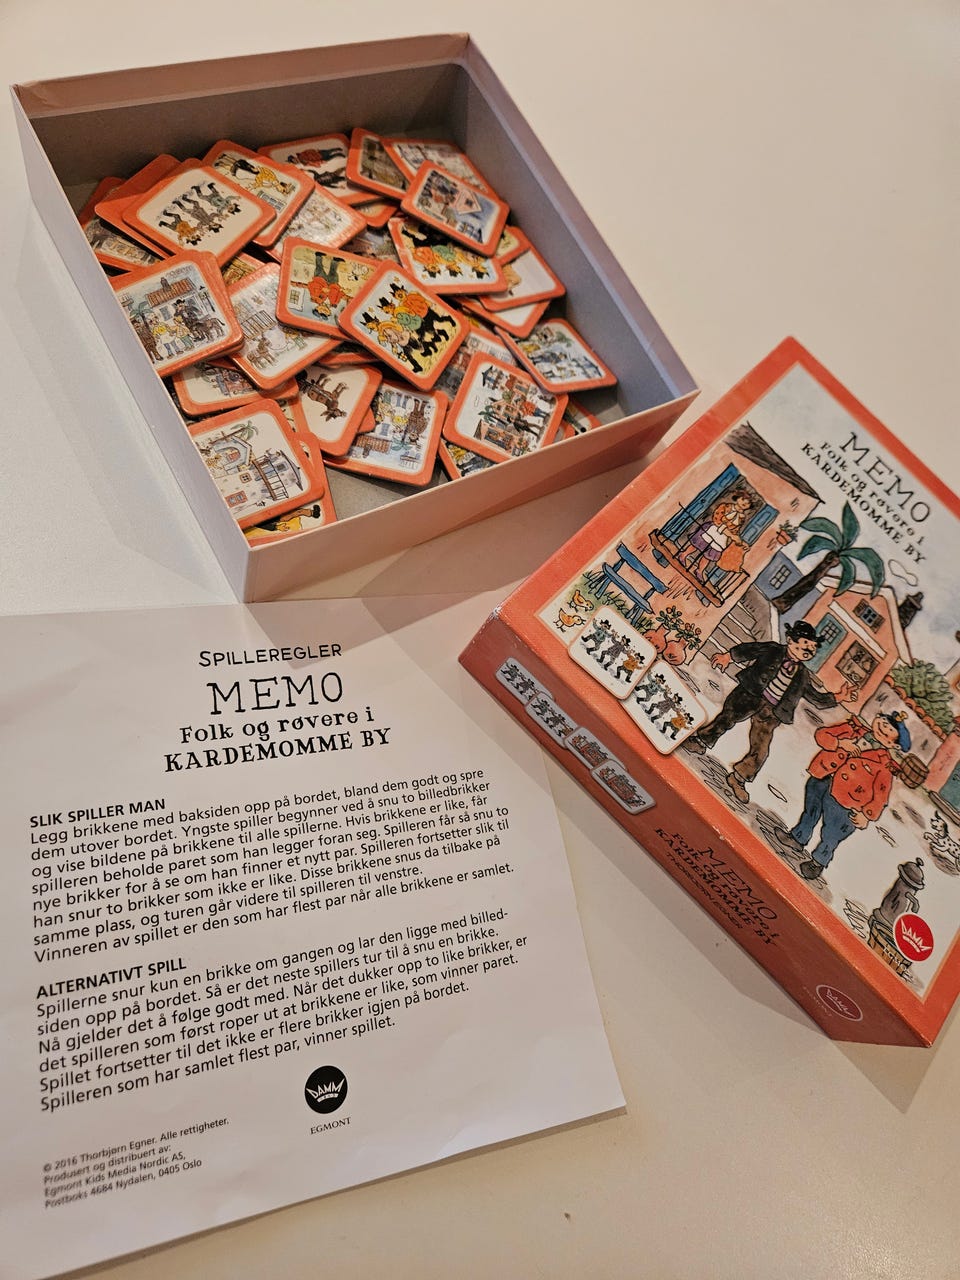 MEMO
Folk og røvere i
KARDEMOMME BY
MEMO
Folk og røvere i
KARDEMOMME BY
THORBJØRN EGNER
DAMM
DAMM
EGMONT
SPILLEREGLER
MEMO
Folk og røvere i
KARDEMOMME BY
SLIK SPILLER MAN
Legg brikkene med baksiden opp på bordet, bland dem godt og spre
dem utover bordet. Yngste spiller begynner ved å snu to billedbrikker
og vise bildene på brikkene til alle spillerne. Hvis brikkene er like, får
spilleren beholde paret som han legger foran seg. Spilleren får så snu to
nye brikker for å se om han finner et nytt par. Spilleren fortsetter slik til
han snur to brikker som ikke er like. Disse brikkene snus da tilbake på
samme plass, og turen går videre til spilleren til venstre.
Vinneren av spillet er den som har flest par når alle brikkene er samlet.
ALTERNATIVT SPILL
Spillerne snur kun en brikke om gangen og lar den ligge med billed-
siden opp på bordet. Så er det neste spillers tur til å snu en brikke.
Nå gjelder det å følge godt med. Når det dukker opp to like brikker, er
det spilleren som først roper ut at brikkene er like, som vinner paret.
Spillet fortsetter til det ikke er flere brikker igjen på bordet.
Spilleren som har samlet flest par, vinner spillet.
DAMM
EGMONT
© 2016 Thorbjørn Egner. Alle rettigheter.
Produsert og distribuert av:
Egmont Kids Media Nordic AS,
Postboks 4684 Nydalen, 0405 Oslo